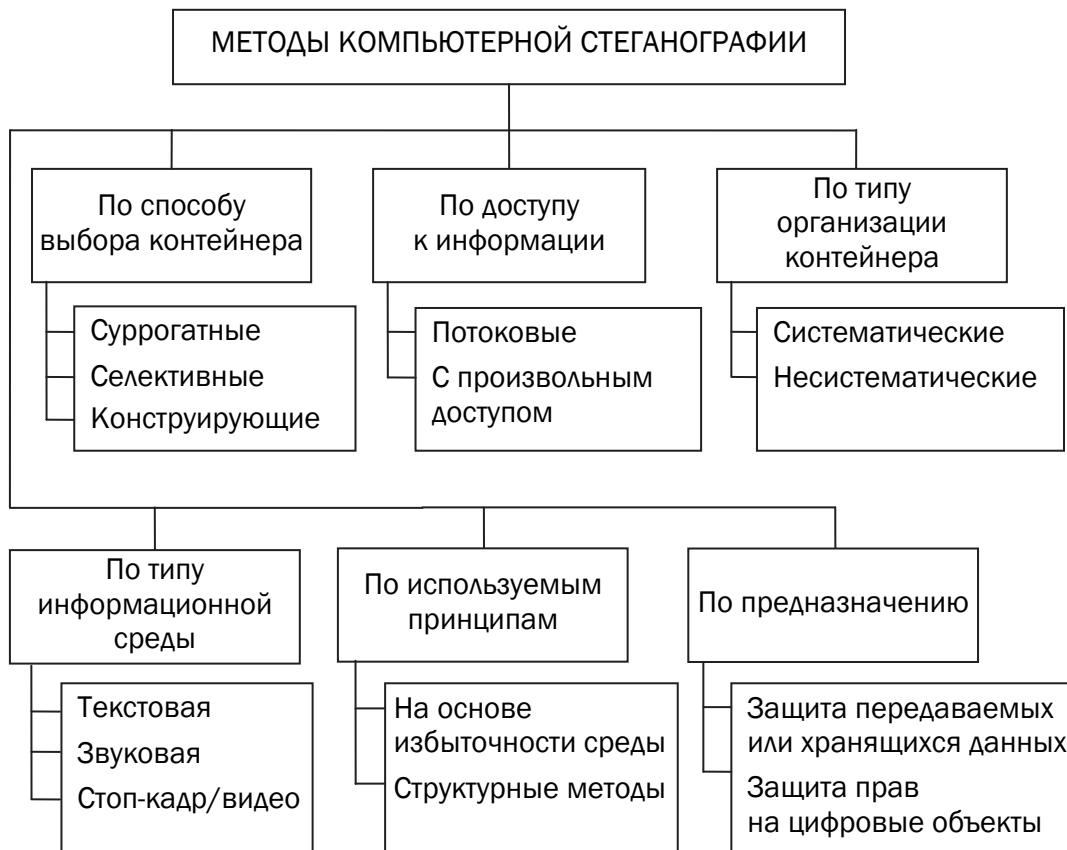 МЕТОДЫ КОМПЬЮТЕРНОЙ СТЕГАНОГРАФИИ
По способу
выбора контейнера
Суррогатные
Селективные
Конструирующие
По доступу
к информации
Потоковые
С произвольным
доступом
По типу
организации
контейнера
Систематические
Несистематические
По типу
информационной
среды
Текстовая
Звуковая
Стоп-кадр/видео
По используемым
принципам
На основе
избыточности среды
Структурные методы
По предназначению
Защита передаваемых
или хранящихся данных
Защита прав
на цифровые объекты